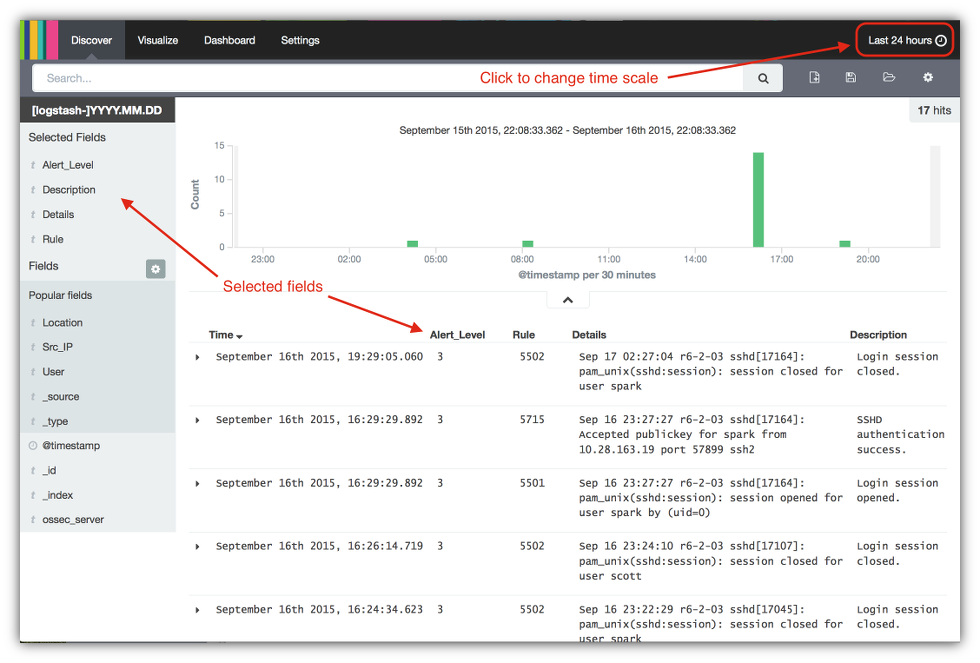 Discover Visualize Dashboard Settings Last 24 hours
Search... Click to change time scale
[logstash-]YYYY.MM.DD 17 hits
Selected Fields
t Alert_Level
t Description
t Details
t Rule
Fields
Popular fields
t Location
t Src_IP
t User
t _source
t _type
@timestamp
t _id
t _index
t ossec_server
September 15th 2015, 22:08:33.362 - September 16th 2015, 22:08:33.362
Count
15
10
5
0
23:00 02:00 05:00 08:00 11:00 14:00 17:00 20:00
@timestamp per 30 minutes
Selected fields
Time Alert_Level Rule Details Description
September 16th 2015, 19:29:05.060 3 5502 Sep 17 02:27:04 r6-2-03 sshd[17164]: Login session
pam_unix(sshd:session): session closed for closed.
user spark
September 16th 2015, 16:29:29.892 3 5715 Sep 16 23:27:27 r6-2-03 sshd[17164]: SSHD
Accepted publickey for spark from authentication
10.28.163.19 port 57899 ssh2 success.
September 16th 2015, 16:29:29.892 3 5501 Sep 16 23:27:27 r6-2-03 sshd[17164]: Login session
pam_unix(sshd:session): session opened for opened.
user spark by (uid=0)
September 16th 2015, 16:26:14.719 3 5502 Sep 16 23:24:10 r6-2-03 sshd[17107]: Login session
pam_unix(sshd:session): session closed for closed.
user scott
September 16th 2015, 16:24:34.623 3 5502 Sep 16 23:22:29 r6-2-03 sshd[17045]: Login session
pam_unix(sshd:session): session closed for closed.
user spark